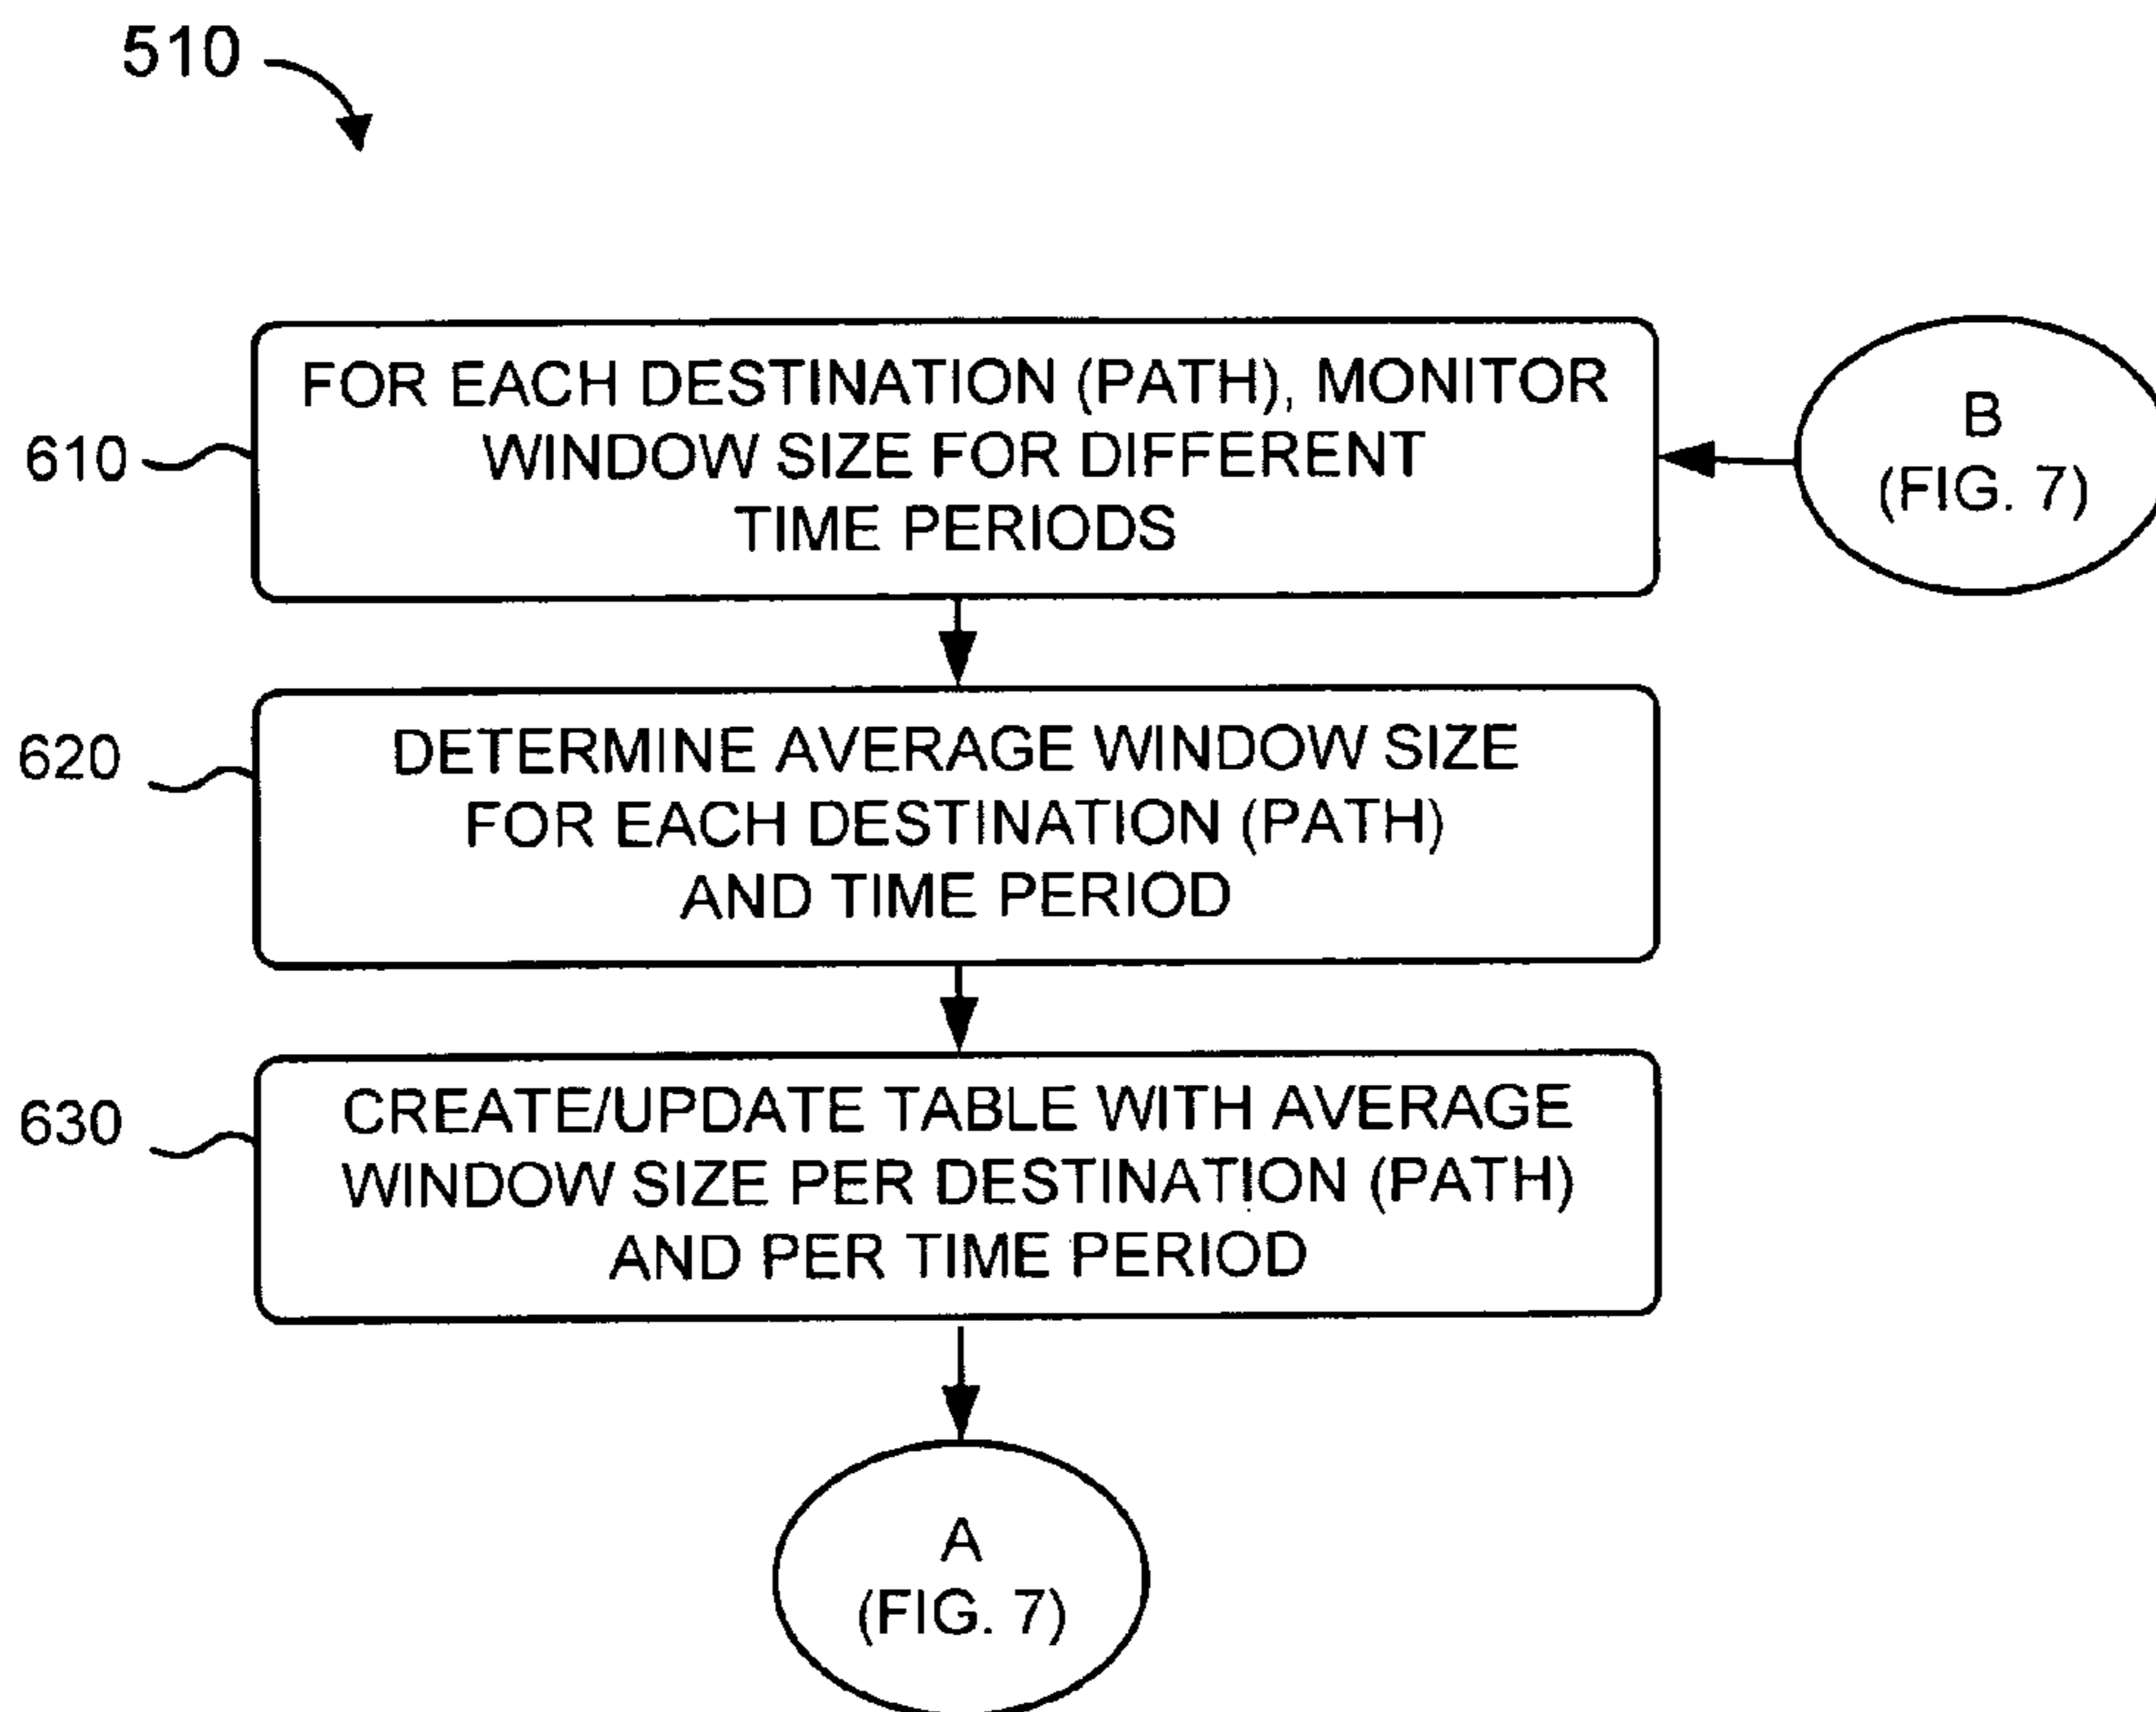 510
610
FOR EACH DESTINATION (PATH), MONITOR
WINDOW SIZE FOR DIFFERENT
TIME PERIODS
B
(FIG. 7)
620
DETERMINE AVERAGE WINDOW SIZE
FOR EACH DESTINATION (PATH)
AND TIME PERIOD
630
CREATE/UPDATE TABLE WITH AVERAGE
WINDOW SIZE PER DESTINATION (PATH)
AND PER TIME PERIOD
A
(FIG. 7)